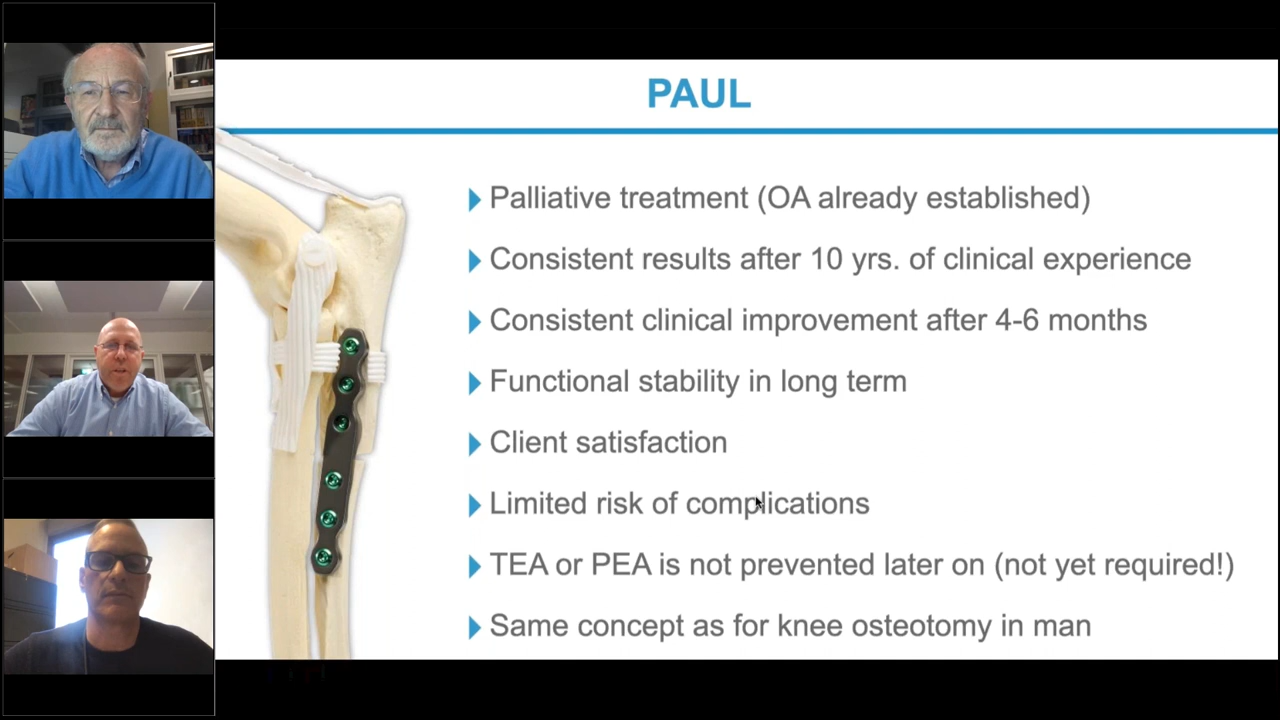 PAUL
Palliative treatment (OA already established)
Consistent results after 10 yrs. of clinical experience
Consistent clinical improvement after 4-6 months
Functional stability in long term
Client satisfaction
Limited risk of complications
TEA or PEA is not prevented later on (not yet required!)
Same concept as for knee osteotomy in man